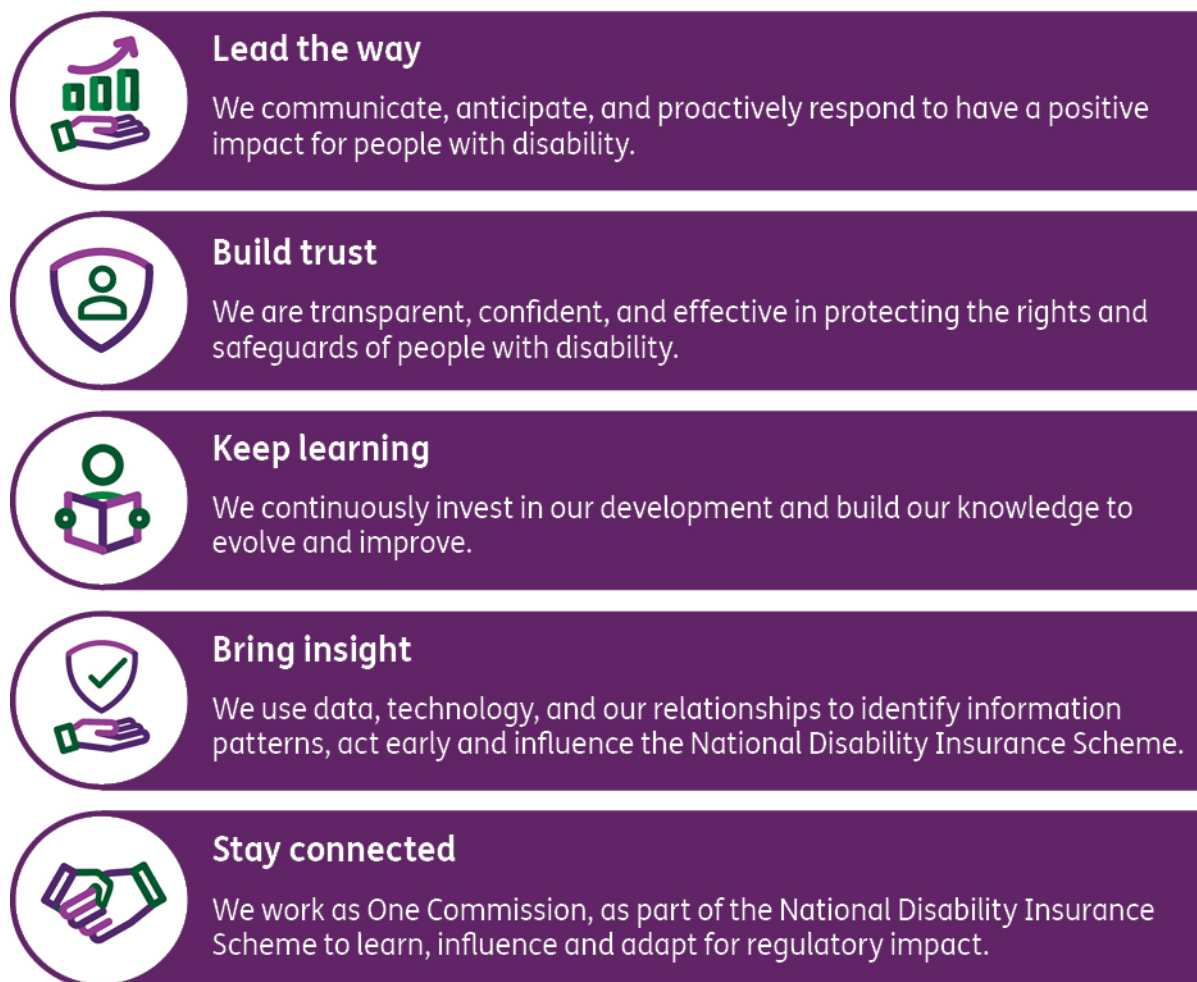 Lead the way
We communicate, anticipate, and proactively respond to have a positive
impact for people with disability.
Build trust
We are transparent, confident, and effective in protecting the rights and
safeguards of people with disability.
Keep learning
We continuously invest in our development and build our knowledge to
evolve and improve.
Bring insight
We use data, technology, and our relationships to identify information
patterns, act early and influence the National Disability Insurance Scheme.
Stay connected
We work as One Commission, as part of the National Disability Insurance
Scheme to learn, influence and adapt for regulatory impact.